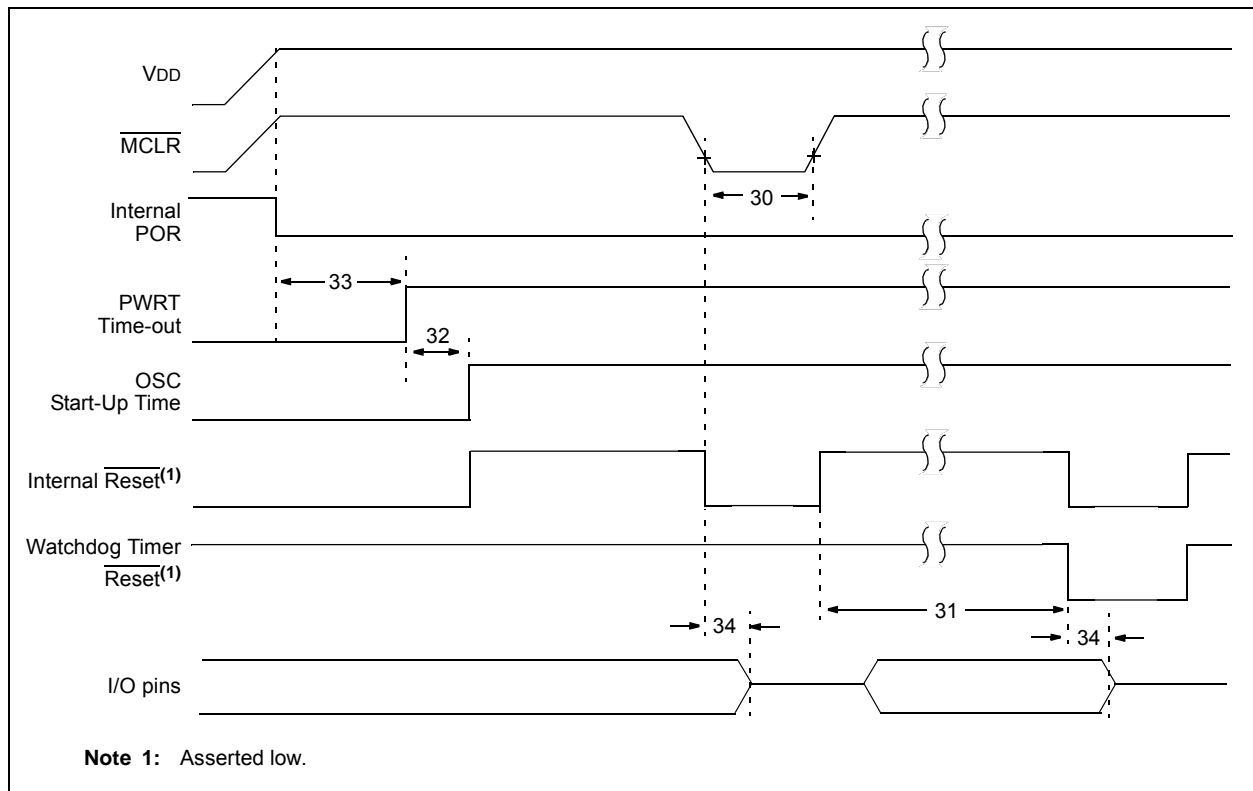 VDD
MCLR
30
Internal
POR
33
PWRT
Time-out
32
OSC
Start-Up Time
Internal Reset(1)
Watchdog Timer
Reset(1)
31
34
34
I/O pins
Note 1: Asserted low.